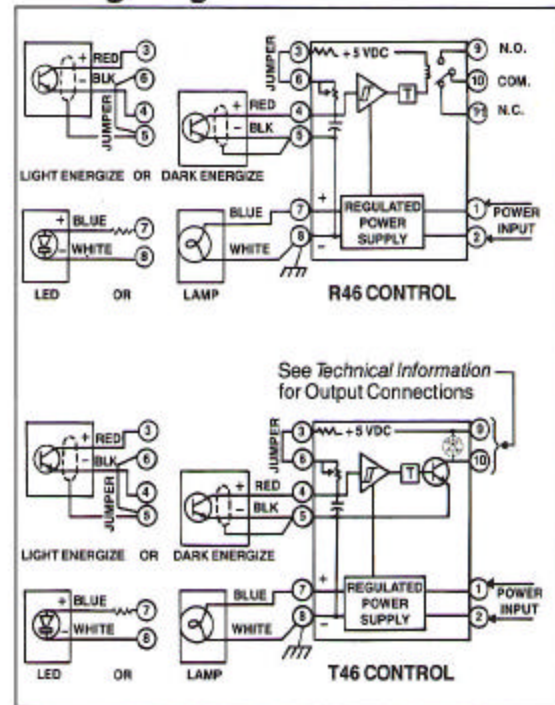 RED 3
+
BLK 6
-
4
JUMPER
5
LIGHT ENERGIZE OR DARK ENERGIZE
JUMPER
3 +5 VDC
6
+ RED 4
- BLK 5
9 N.O.
10 COM.
11 N.C.
T
+ BLUE 7
- WHITE 8
LED OR LAMP
BLUE 7 +
WHITE 8 -
REGULATED
POWER
SUPPLY
1 POWER
2 INPUT
R46 CONTROL
See Technical Information
for Output Connections
+ RED 3
- BLK 6
4
JUMPER
5
LIGHT ENERGIZE OR DARK ENERGIZE
JUMPER
3 +5 VDC
6
+ RED 4
- BLK 5
9
10
T
+ BLUE 7
- WHITE 8
LED OR LAMP
BLUE 7 +
WHITE 8 -
REGULATED
POWER
SUPPLY
1 POWER
2 INPUT
T46 CONTROL